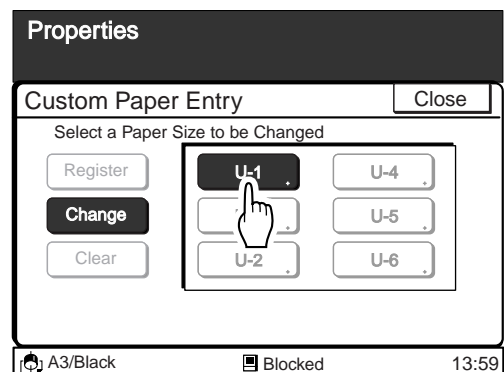 Properties
Custom Paper Entry Close
Select a Paper Size to be Changed
Register U-1 U-4
Change U-5
Clear U-2 U-6
A3/Black Blocked 13:59